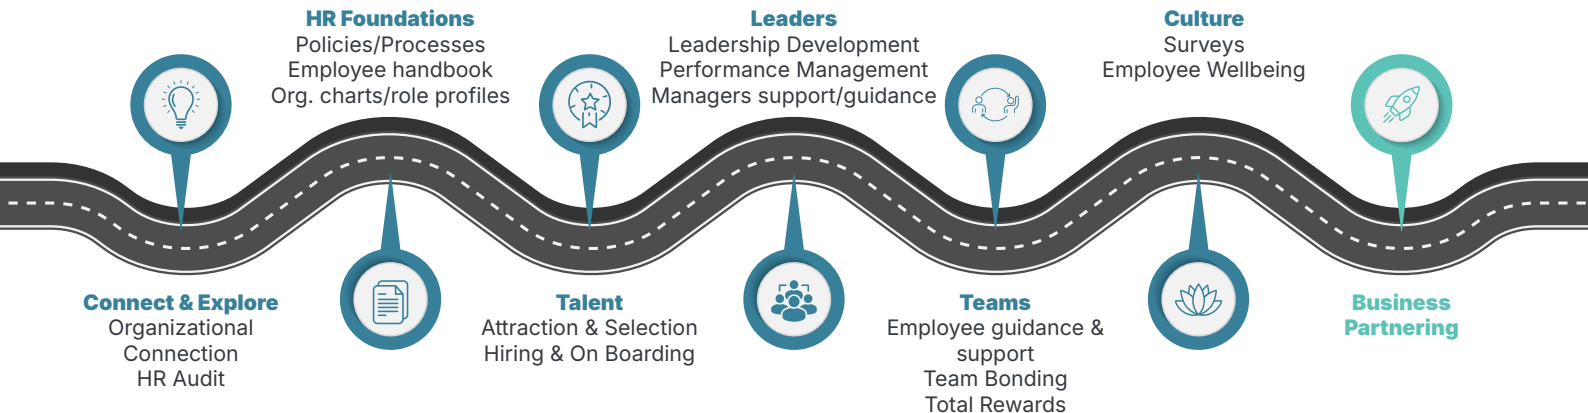 HR Foundations
Policies/Processes
Employee handbook
Org. charts/role profiles
Leaders
Leadership Development
Performance Management
Managers support/guidance
Culture
Surveys
Employee Wellbeing
Connect & Explore
Organizational
Connection
HR Audit
Talent
Attraction & Selection
Hiring & On Boarding
Teams
Employee guidance &
support
Team Bonding
Total Rewards
Business
Partnering